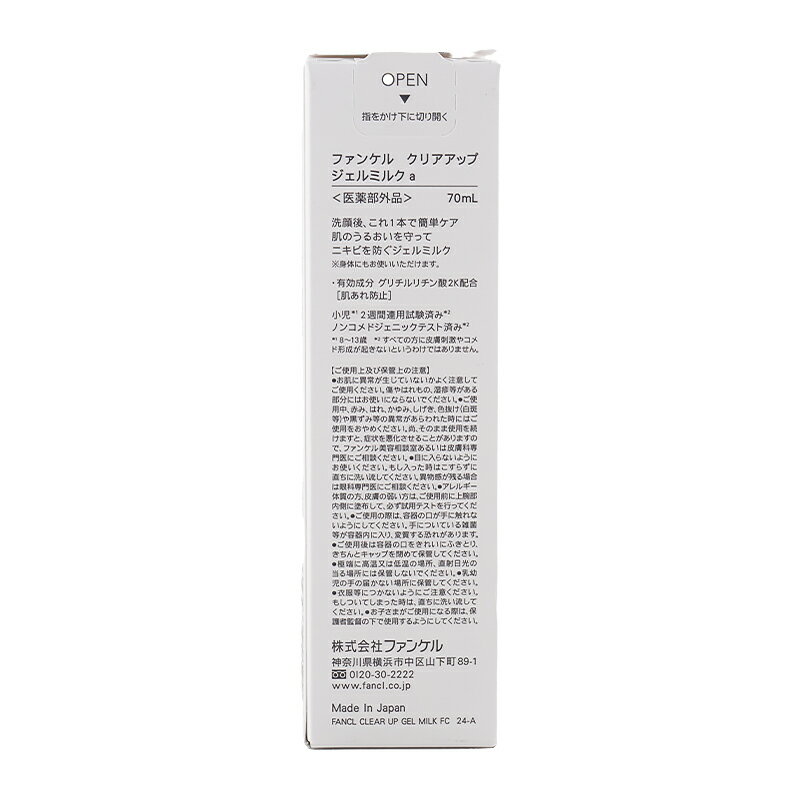 OPEN
▼
指をかけ下に切り開く
ファンケル クリアアップ
ジェルミルク a
＜医薬部外品＞ 70mL
洗顔後、これ1本で簡単ケア
肌のうるおいを守って
ニキビを防ぐジェルミルク
※身体にもお使いいただけます。
・有効成分 グリチルリチン酸2K配合
［肌あれ防止］
小児*1 2週間連用試験済み*2
ノンコメドジェニックテスト済み*2
*1 8～13歳 *2 すべての方に皮膚刺激やコメ
ド形成が起きないというわけではありません。
【ご使用上及び保管上の注意】
●お肌に異常が生じていないかよく注意して
ご使用ください。傷やはれもの、湿疹等がある
部分にはお使いにならないでください。●ご使
用中、赤み、はれ、かゆみ、しげき、色抜け(白斑
等)や黒ずみ等の異常があらわれた時にはご
使用をおやめください。尚、そのまま使用を続
けますと、症状を悪化させることがありますの
で、ファンケル美容相談室あるいは皮膚科専
門医にご相談ください。●目に入らないように
お使いください。もし入った時はこすらずに
直ちに洗い流してください。異物感が残る場合
は眼科専門医にご相談ください。●アレルギー
体質の方、皮膚の弱い方は、ご使用前に上腕部
内側に塗布して、必ず試用テストを行ってくだ
さい。●ご使用の際は、容器の口が手に触れな
いようにしてください。手についている雑菌
等が容器内に入り、変質する恐れがあります。
●ご使用後は容器の口をきれいにふきとり、
きちんとキャップを閉めて保管してください。
●極端に高温又は低温の場所、直射日光の
当る場所には保管しないでください。●乳幼
児の手の届かない場所に保管してください。
●衣服等につかないようにご注意ください。
もしついてしまった時は、直ちに洗い流して
ください。●お子さまがご使用になる際は、保
護者監督の下で使用するようにしてください。
株式会社ファンケル
神奈川県横浜市中区山下町89-1
0120-30-2222
www.fancl.co.jp
Made In Japan
FANCL CLEAR UP GEL MILK FC 24-A